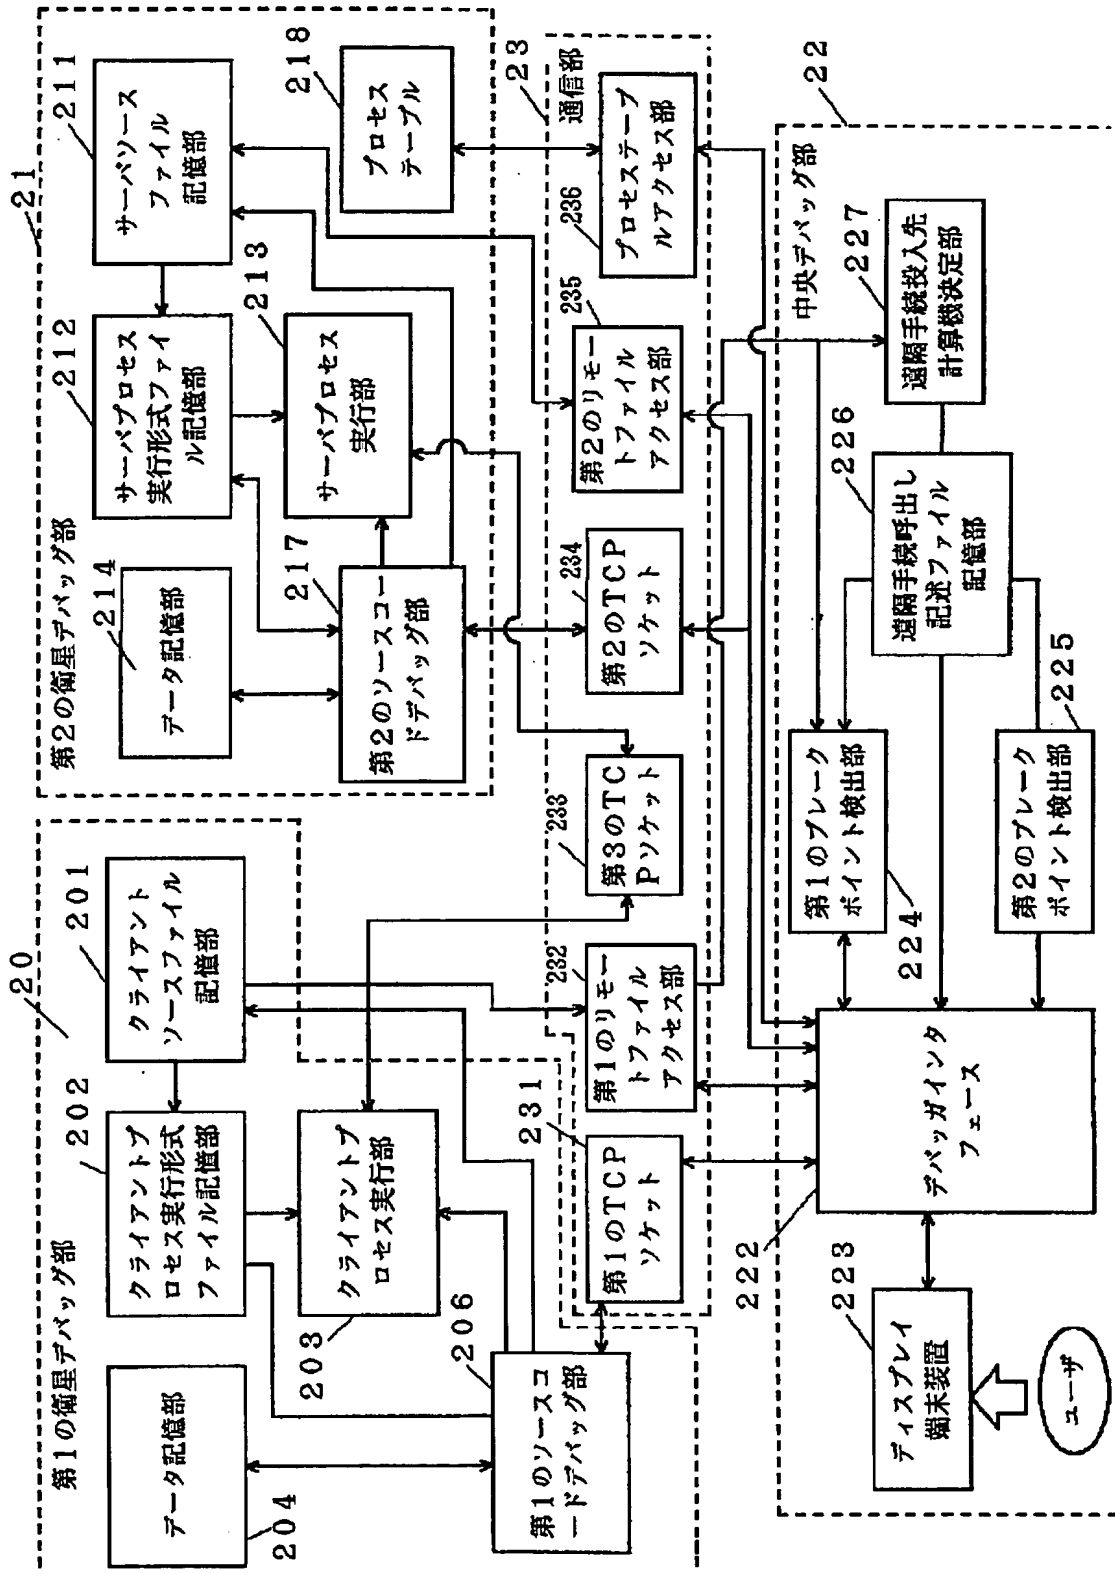 第1の衛星デバッグ部
20
データ記憶部
204
クライアントプ
ロセス実行形式
ファイル記憶部
202
クライアント
ソースファイル
記憶部
201
クライアントプ
ロセス実行部
203
第1のソースコ
ードデバッグ部
206
第2の衛星デバッグ部
21
データ記憶部
214
サーバプロセス
実行形式ファイ
ル記憶部
212
サーバソース
ファイル
記憶部
211
第2のソースコー
ドデバッグ部
217
サーバプロセス
実行部
213
プロセス
テーブル
218
通信部
23
第1のTCP
ソケット
231
第1のリモー
トファイル
アクセス部
232
第3のTC
Pソケット
233
第2のTCP
ソケット
234
第2のリモー
トファイル
アクセス部
235
プロセステーブ
ルアクセス部
236
中央デバッグ部
22
ディスプレイ
端末装置
223
ユーザ
デバッガインタ
フェース
222
第1のブレーク
ポイント検出部
224
第2のブレーク
ポイント検出部
225
遠隔手続呼出し
記述ファイル
記憶部
226
遠隔手続投入先
計算機決定部
227